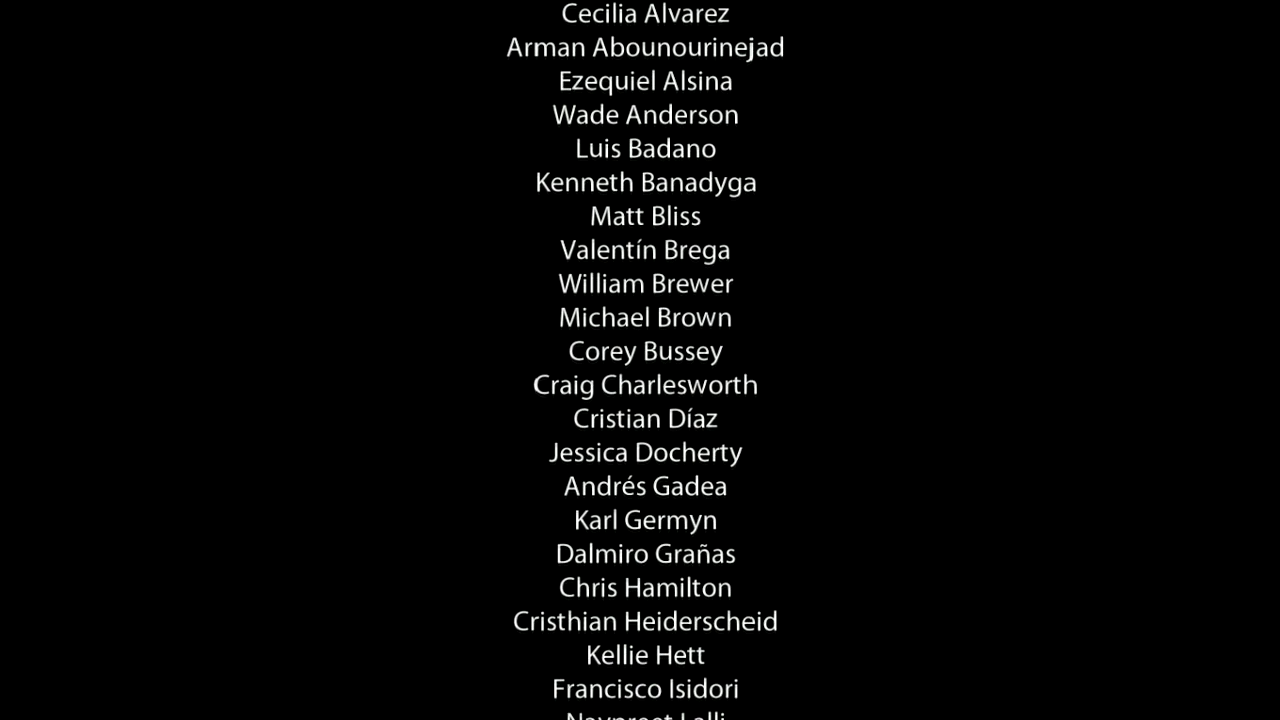 Cecilia Alvarez
Arman Abounourinejad
Ezequiel Alsina
Wade Anderson
Luis Badano
Kenneth Banadyga
Matt Bliss
Valentín Brega
William Brewer
Michael Brown
Corey Bussey
Craig Charlesworth
Cristian Díaz
Jessica Docherty
Andrés Gadea
Karl Germyn
Dalmiro Grañas
Chris Hamilton
Cristhian Heiderscheid
Kellie Hett
Francisco Isidori
Navpreet Lalli